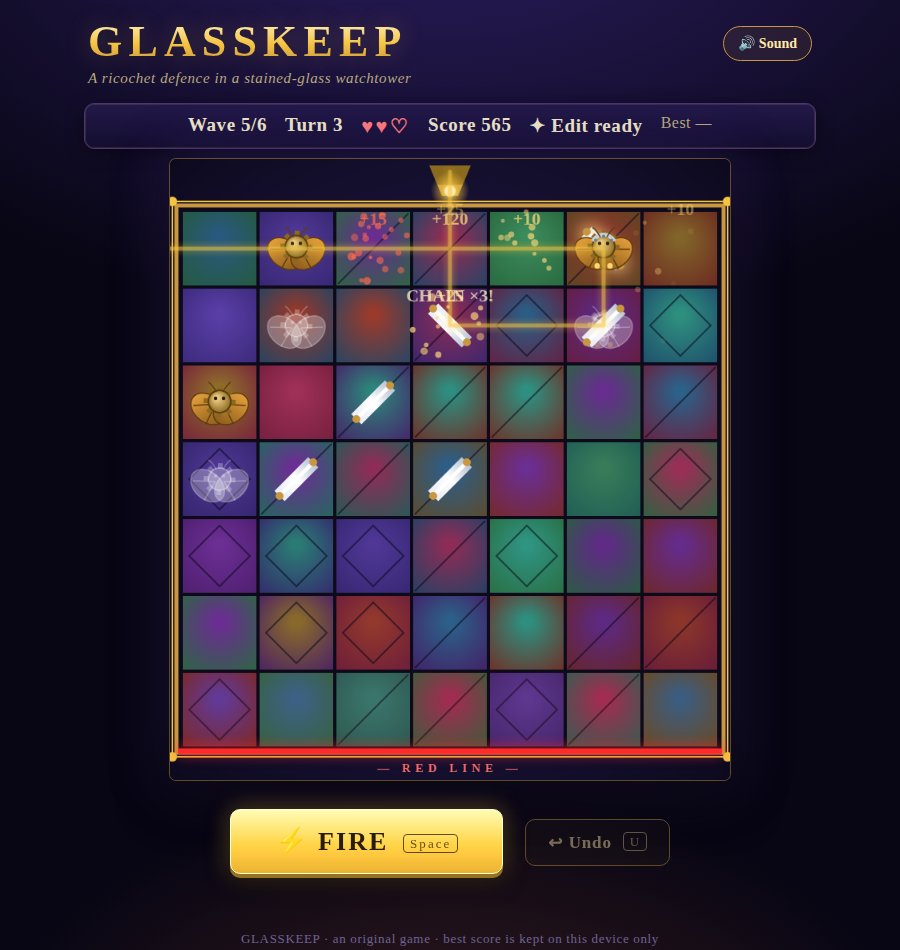 GLASSKEEP
A ricochet defence in a stained-glass watchtower
🔊 Sound
Wave 5/6 Turn 3 ♥♥♡ Score 565 ✦ Edit ready Best —
+10
+15 +120 +10
CHAIN ×3!
— RED LINE —
⚡ FIRE Space
↩ Undo U
GLASSKEEP · an original game · best score is kept on this device only